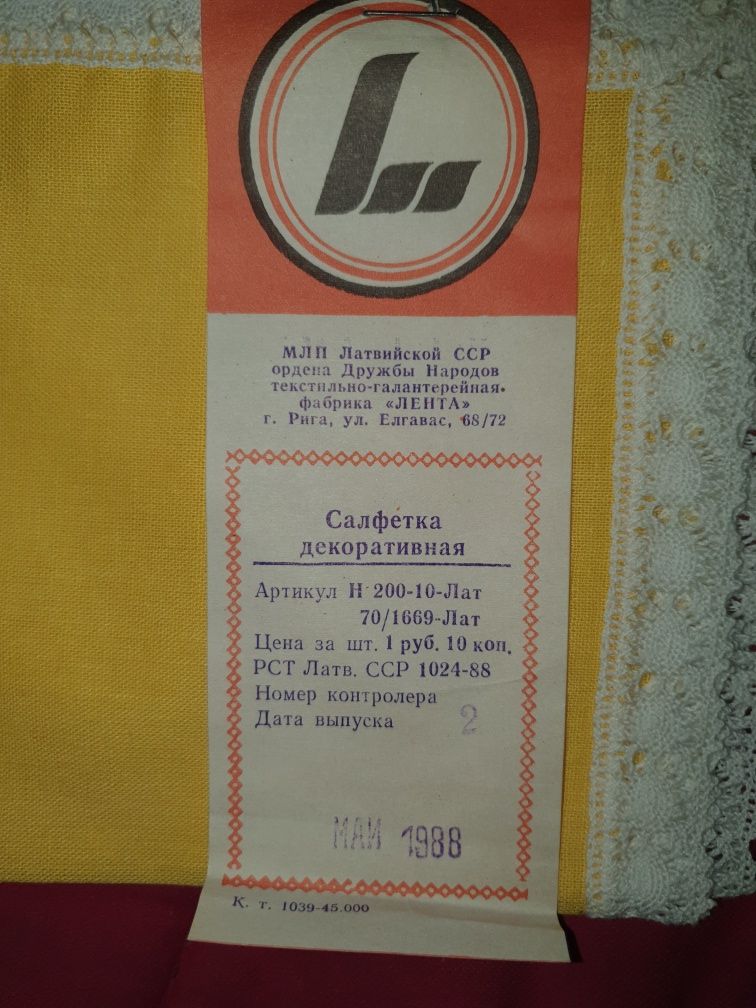 L
МЛП Латвийской ССР
ордена Дружбы Народов
текстильно-галантерейная
фабрика «ЛЕНТА»
г. Рига, ул. Елгавас, 68/72
Салфетка
декоративная
Артикул Н 200-10-Лат
70/1669-Лат
Цена за шт. 1 руб. 10 коп.
РСТ Латв. ССР 1024-88
Номер контролера
Дата выпуска 2
МАЙ 1988
К. т. 1039-45.000